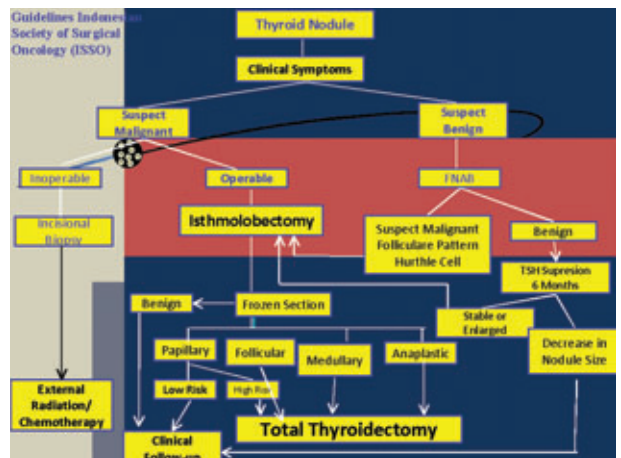 Guidelines Indonesian
Society of Surgical
Oncology (ISSO)
Thyroid Nodule
Clinical Symptoms
Suspect
Malignant
Suspect
Benign
Inoperable
Operable
FNAB
Incisional
Biopsy
Isthmolobectomy
Suspect Malignant
Folliculare Pattern
Hurthle Cell
Benign
TSH Supresion
6 Months
Benign
Frozen Section
Stable or
Enlarged
Decrease in
Nodule Size
Papillary
Follicular
Medullary
Anaplastic
Low Risk
High Risk
External
Radiation/
Chemotherapy
Total Thyroidectomy
Clinical
Follow-up